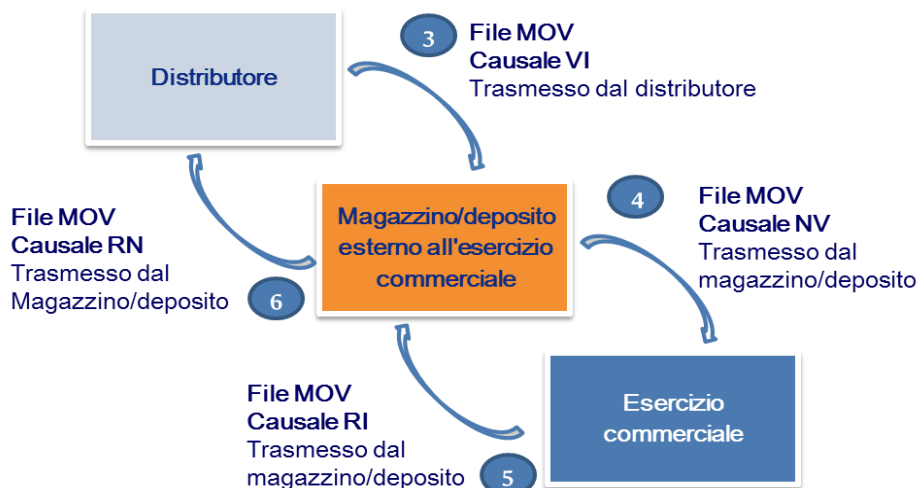 Distributore
3
File MOV
Causale VI
Trasmesso dal distributore
Magazzino/deposito
esterno all'esercizio
commerciale
4
File MOV
Causale NV
Trasmesso dal
magazzino/deposito
File MOV
Causale RN
Trasmesso dal
Magazzino/deposito
6
File MOV
Causale RI
Trasmesso dal
magazzino/deposito
5
Esercizio
commerciale